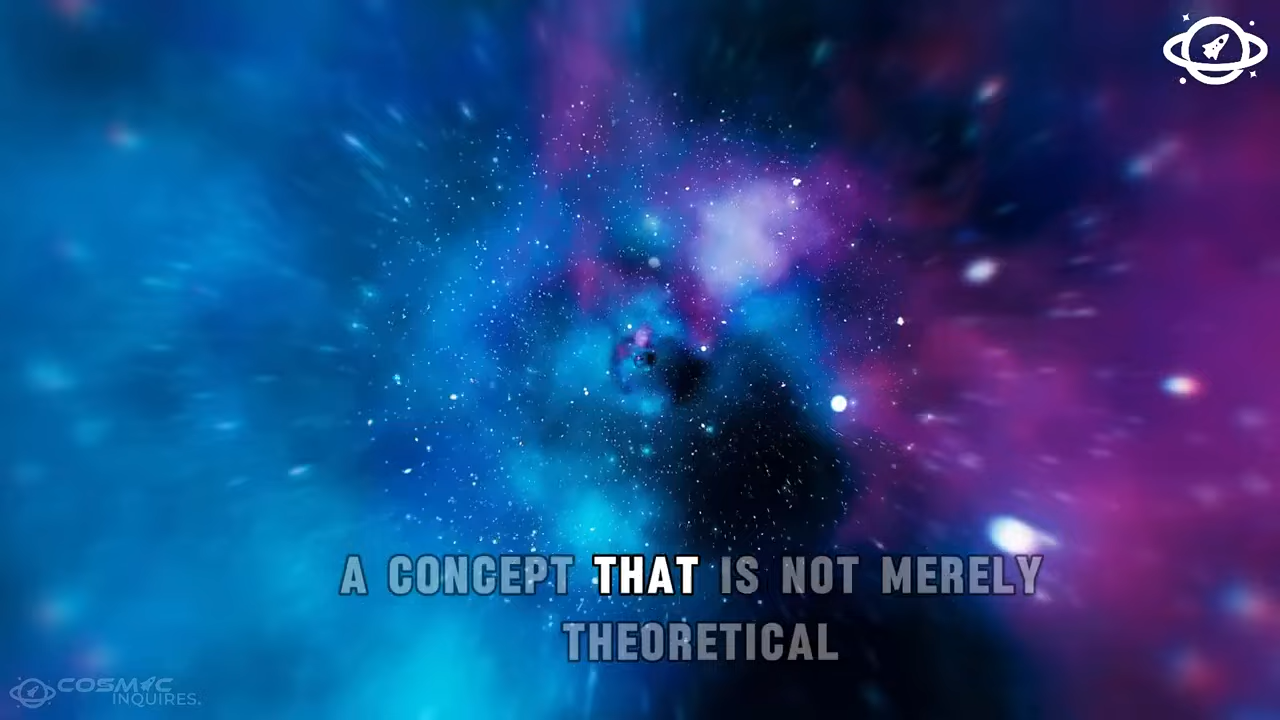 A CONCEPT THAT IS NOT MERELY
THEORETICAL
COSMIC
INQUIRES.